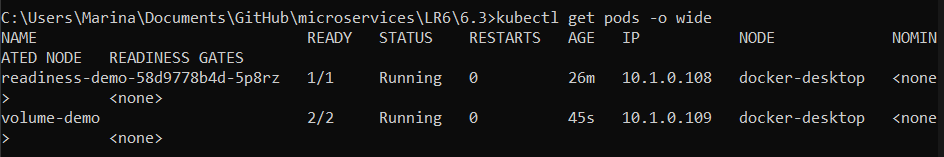 C:\Users\Marina\Documents\GitHub\microservices\LR6\6.3>kubectl get pods -o wide
NAME                              READY   STATUS    RESTARTS   AGE   IP           NODE             NOMIN
ATED NODE   READINESS GATES
readiness-demo-58d9778b4d-5p8rz   1/1     Running   0          26m   10.1.0.108   docker-desktop   <none
>           <none>
volume-demo                       2/2     Running   0          45s   10.1.0.109   docker-desktop   <none
>           <none>